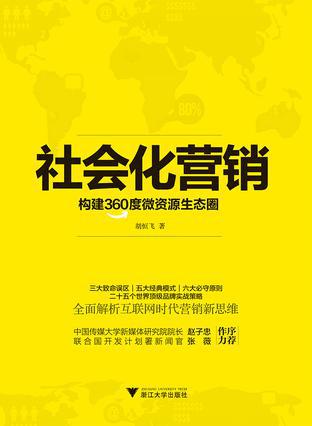 80%
社会化营销
构建360度微资源生态圈
胡恒飞 著
三大致命误区|五大经典模式|六大必守原则
二十五个世界顶级品牌实战策略
全面解析互联网时代营销新思维
中国传媒大学新媒体研究院院长 赵子忠 作序
联合国开发计划署新闻官 张薇 力荐
浙江大学出版社